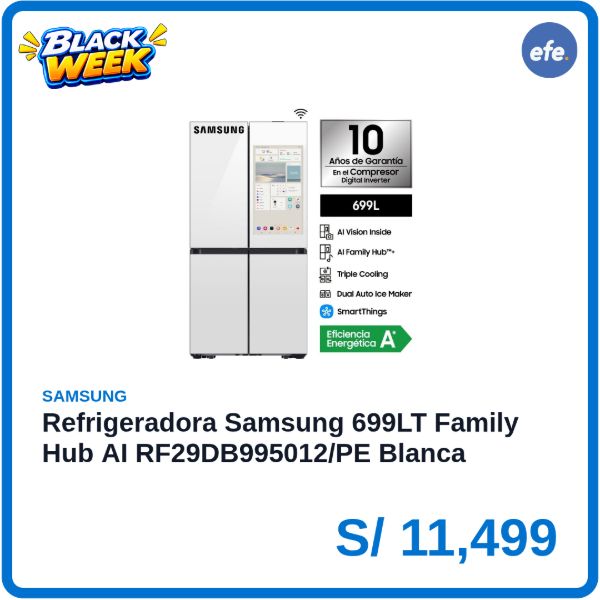 BLACK
WEEK
efe.
SAMSUNG
10
Años de Garantía
En el Compresor
Digital Inverter
699L
AI Vision Inside
AI Family Hub™+
Triple Cooling
Dual Auto Ice Maker
SmartThings
Eficiencia
Energética A+
SAMSUNG
Refrigeradora Samsung 699LT Family
Hub AI RF29DB995012/PE Blanca
S/ 11,499